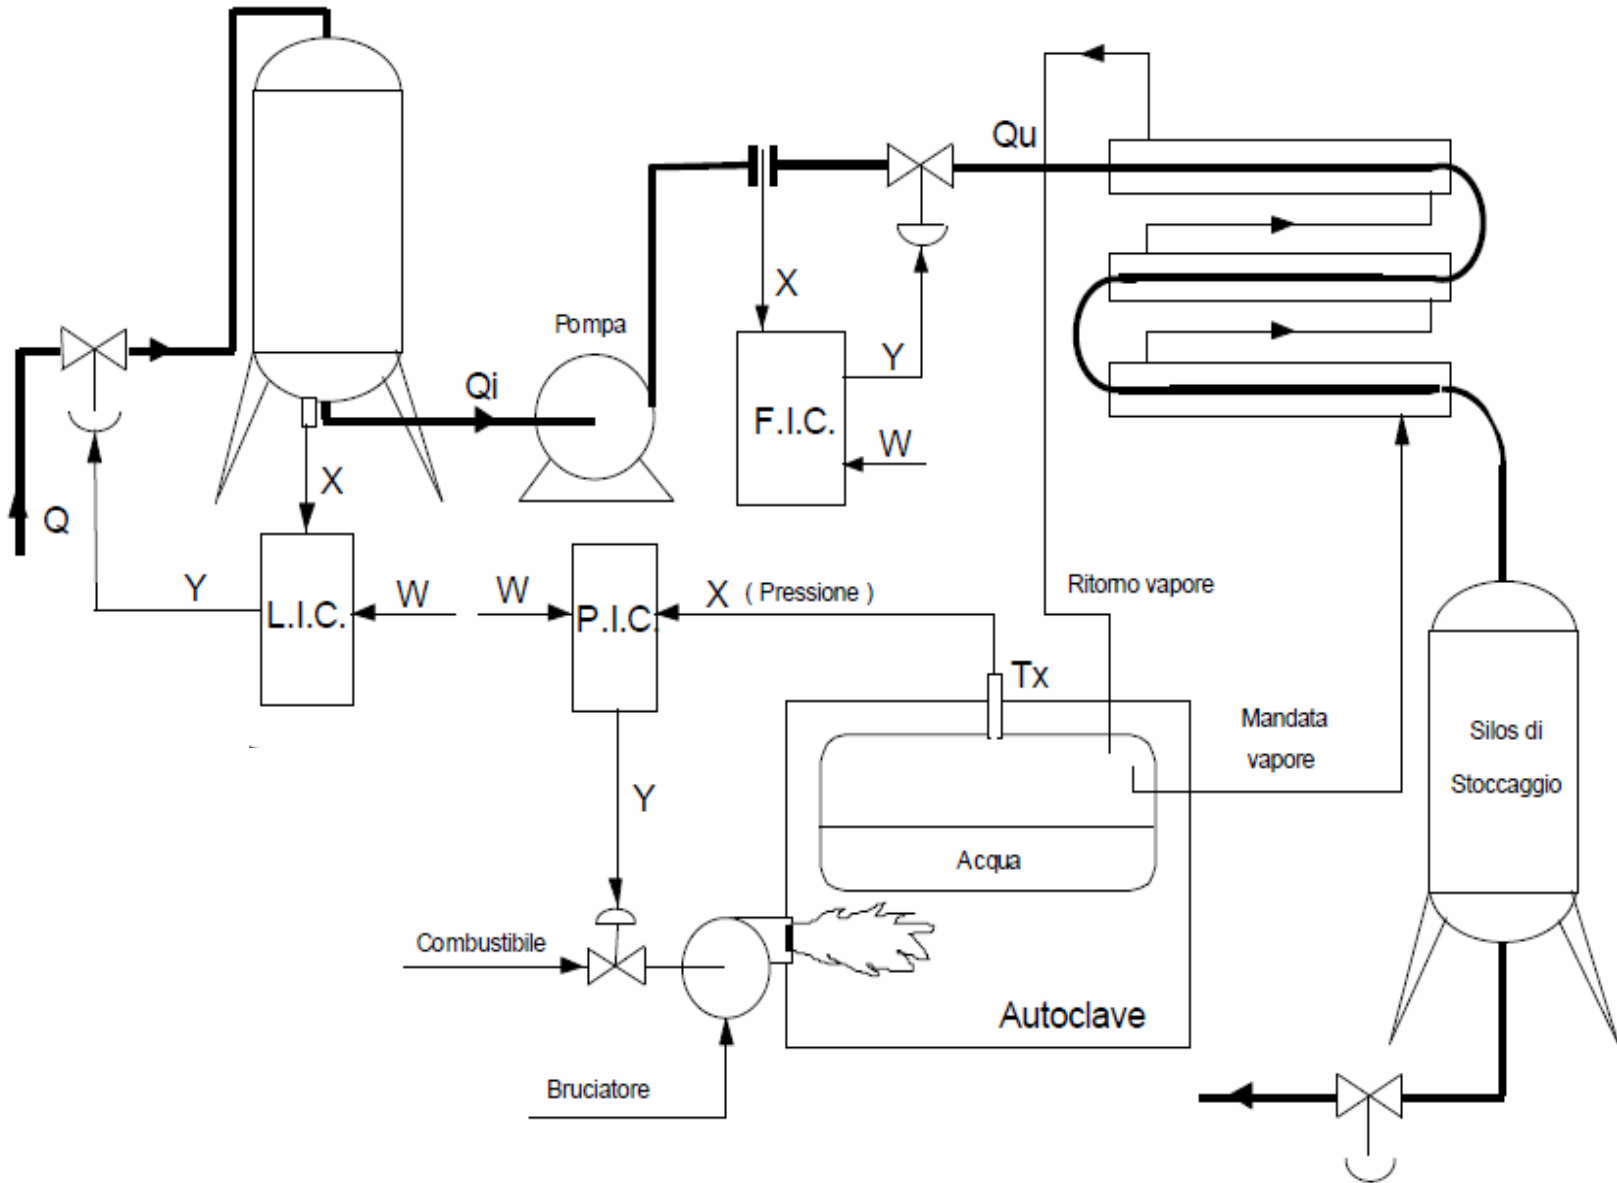 Qu
X
Pompa
Y
Qi
F.I.C.
W
X
Q
Y
W
W
X ( Pressione )
Ritorno vapore
L.I.C.
P.I.C.
Tx
Mandata
vapore
Silos di
Stoccaggio
Y
Acqua
Combustibile
Autoclave
Bruciatore